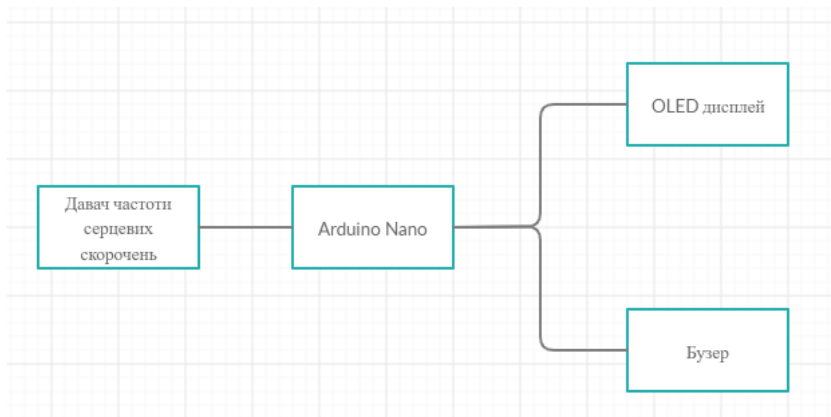 OLED дисплей
Давач частоти
серцевих
скорочень
Arduino Nano
Бузер